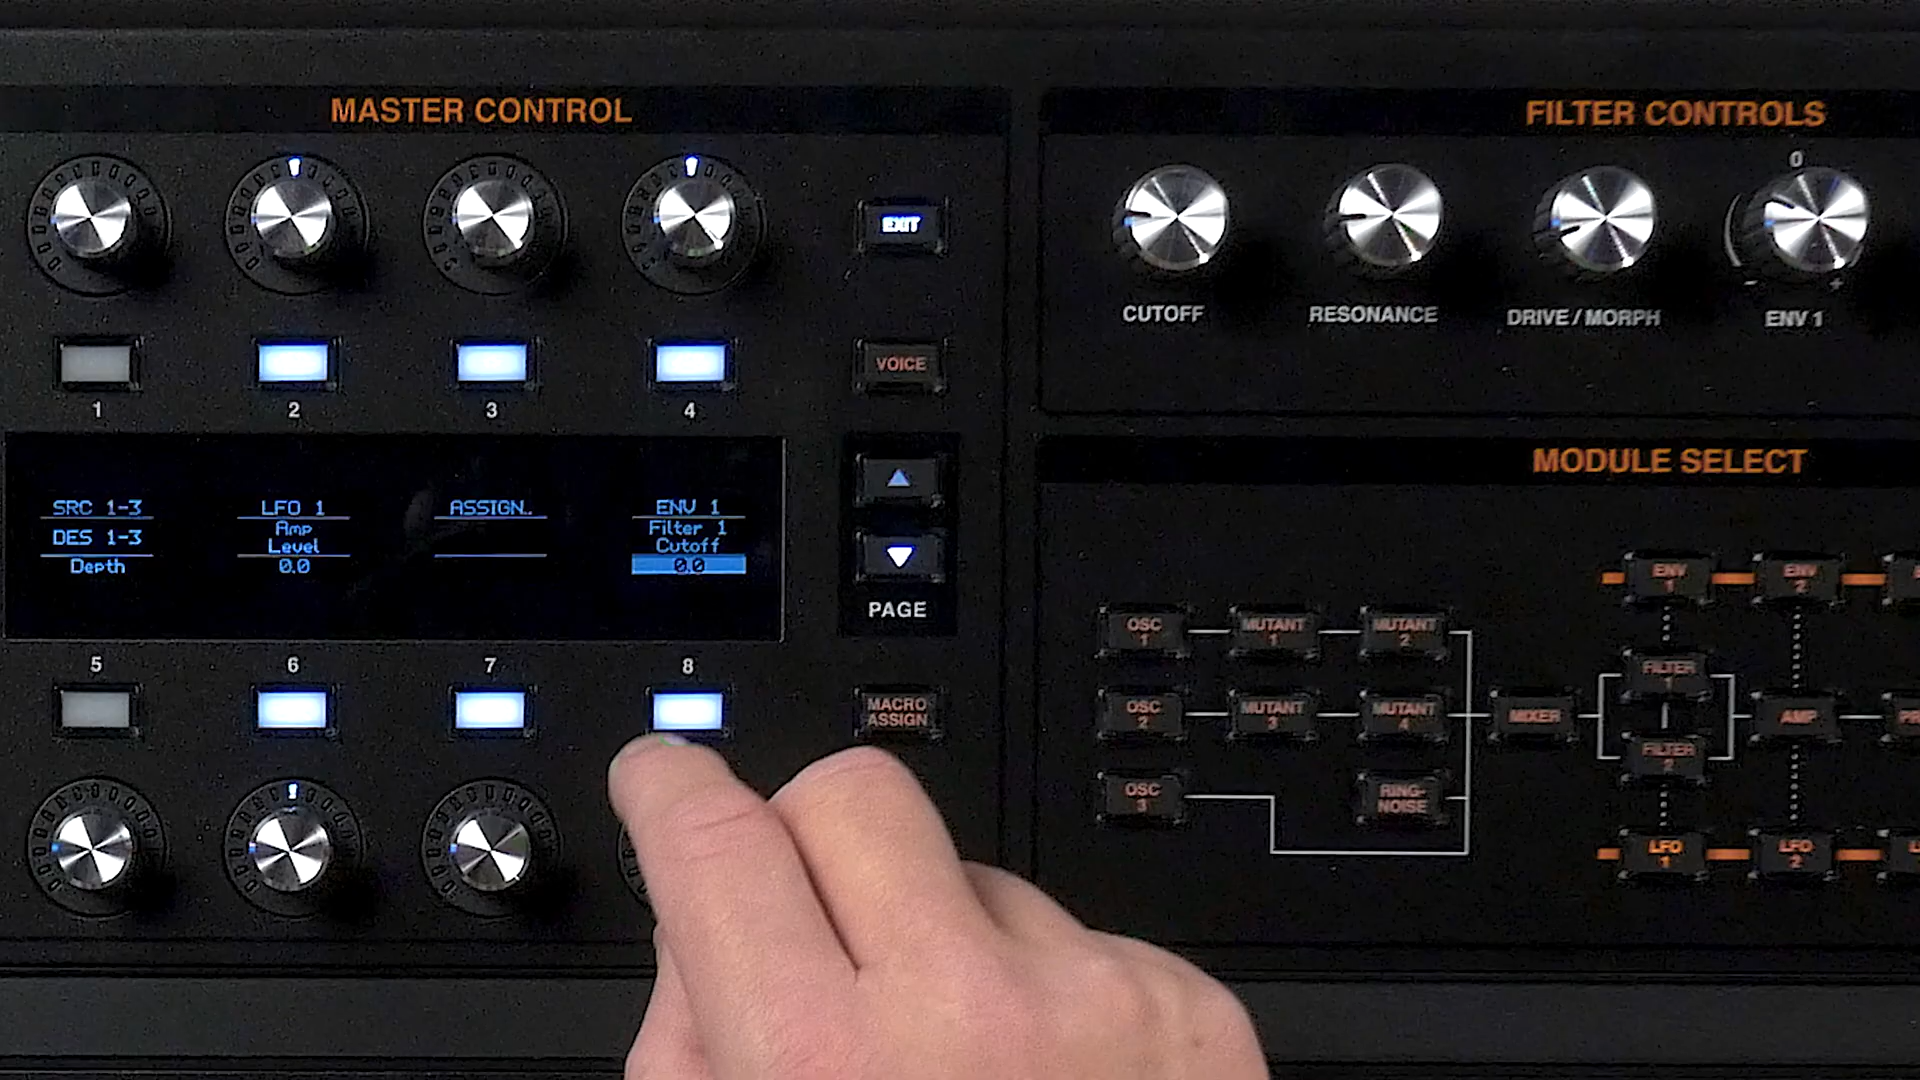 MASTER CONTROL
FILTER CONTROLS
EXIT
0
- +
CUTOFF
RESONANCE
DRIVE / MORPH
ENV 1
VOICE
1
2
3
4
MODULE SELECT
SRC 1-3
DES 1-3
Depth
LFO 1
Amp
Level
0.0
ASSIGN..
ENV 1
Filter 1
Cutoff
0.0
PAGE
5
6
7
8
MACRO
ASSIGN
ENV
1
ENV
2
OSC
1
MUTANT
1
MUTANT
2
FILTER
1
OSC
2
MUTANT
3
MUTANT
4
MIXER
AMP
FILTER
2
OSC
3
RING-
NOISE
LFO
1
LFO
2